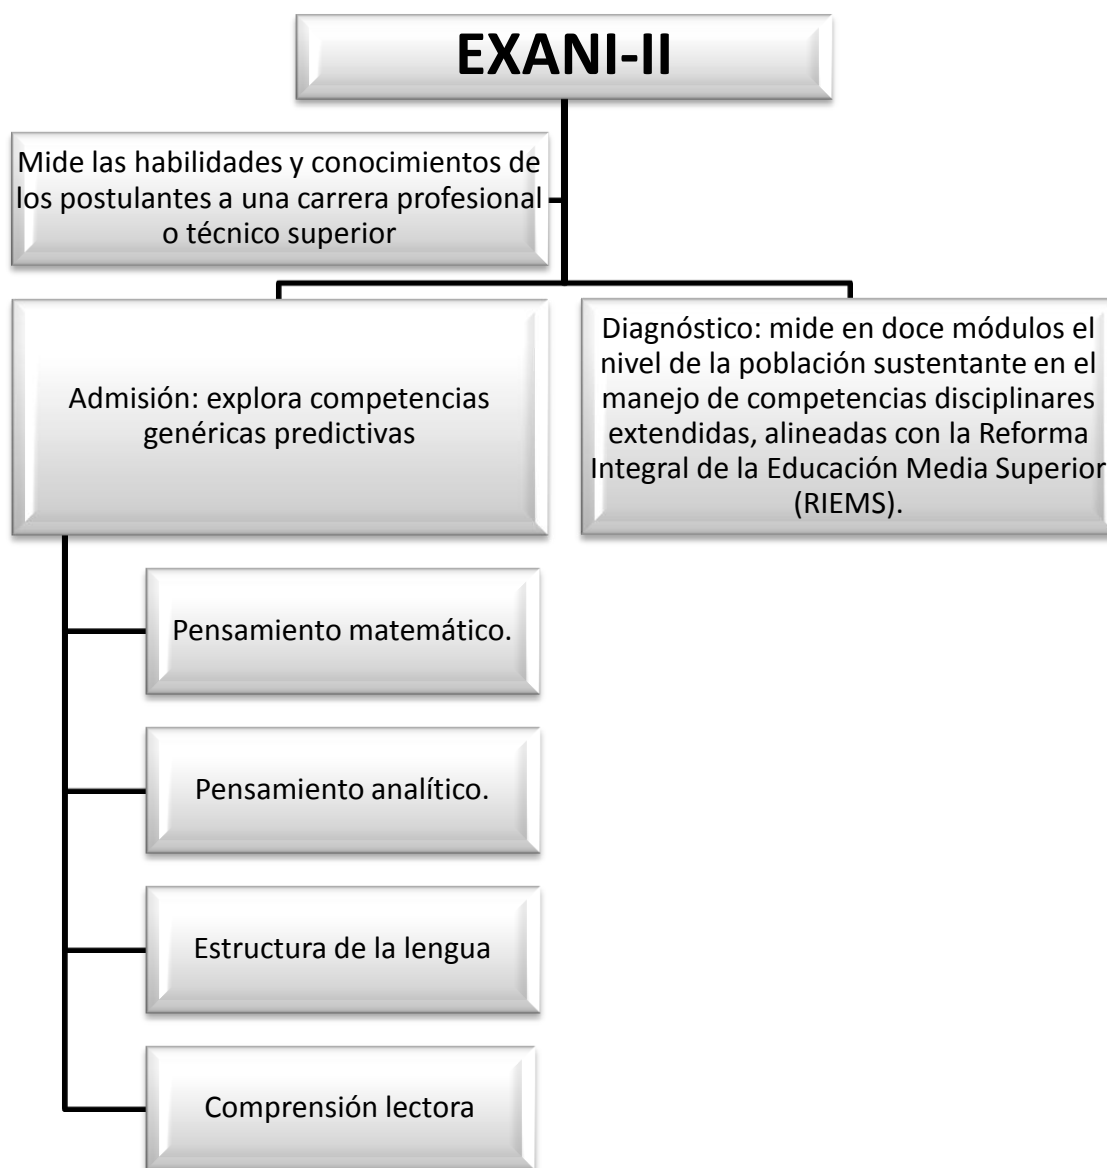 EXANI-II
Mide las habilidades y conocimientos de
los postulantes a una carrera profesional
o técnico superior
Admisión: explora competencias
genéricas predictivas
Diagnóstico: mide en doce módulos el
nivel de la población sustentante en el
manejo de competencias disciplinares
extendidas, alineadas con la Reforma
Integral de la Educación Media Superior
(RIEMS).
Pensamiento matemático.
Pensamiento analítico.
Estructura de la lengua
Comprensión lectora